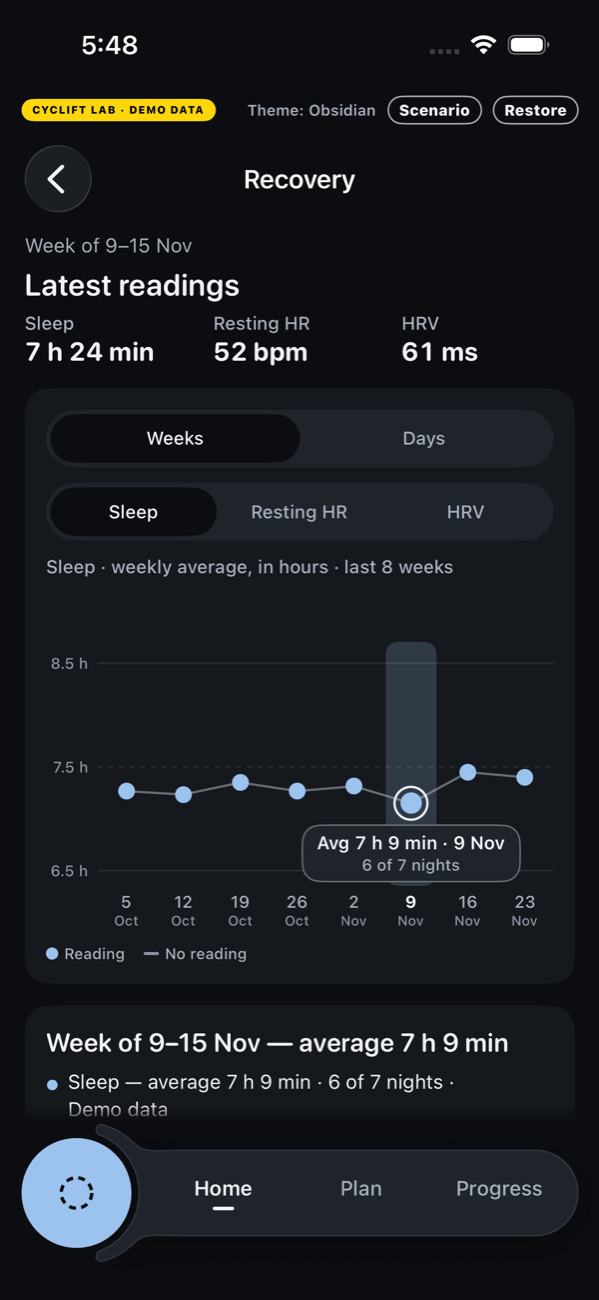 5:48
CYCLIFT LAB · DEMO DATA
Theme: Obsidian
Scenario
Restore
Recovery
Week of 9–15 Nov
Latest readings
Sleep Resting HR HRV
7 h 24 min 52 bpm 61 ms
Weeks Days
Sleep Resting HR HRV
Sleep · weekly average, in hours · last 8 weeks
8.5 h
7.5 h
Avg 7 h 9 min · 9 Nov
6 of 7 nights
6.5 h
5 12 19 26 2 9 16 23
Oct Oct Oct Oct Nov Nov Nov Nov
Reading No reading
Week of 9–15 Nov — average 7 h 9 min
Sleep — average 7 h 9 min · 6 of 7 nights ·
Demo data
Home Plan Progress